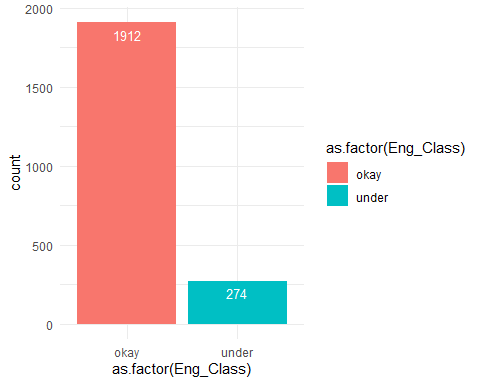 2000
1912
1500
1000
500
274
0
count
okay
under
as.factor(Eng_Class)
as.factor(Eng_Class)
okay
under